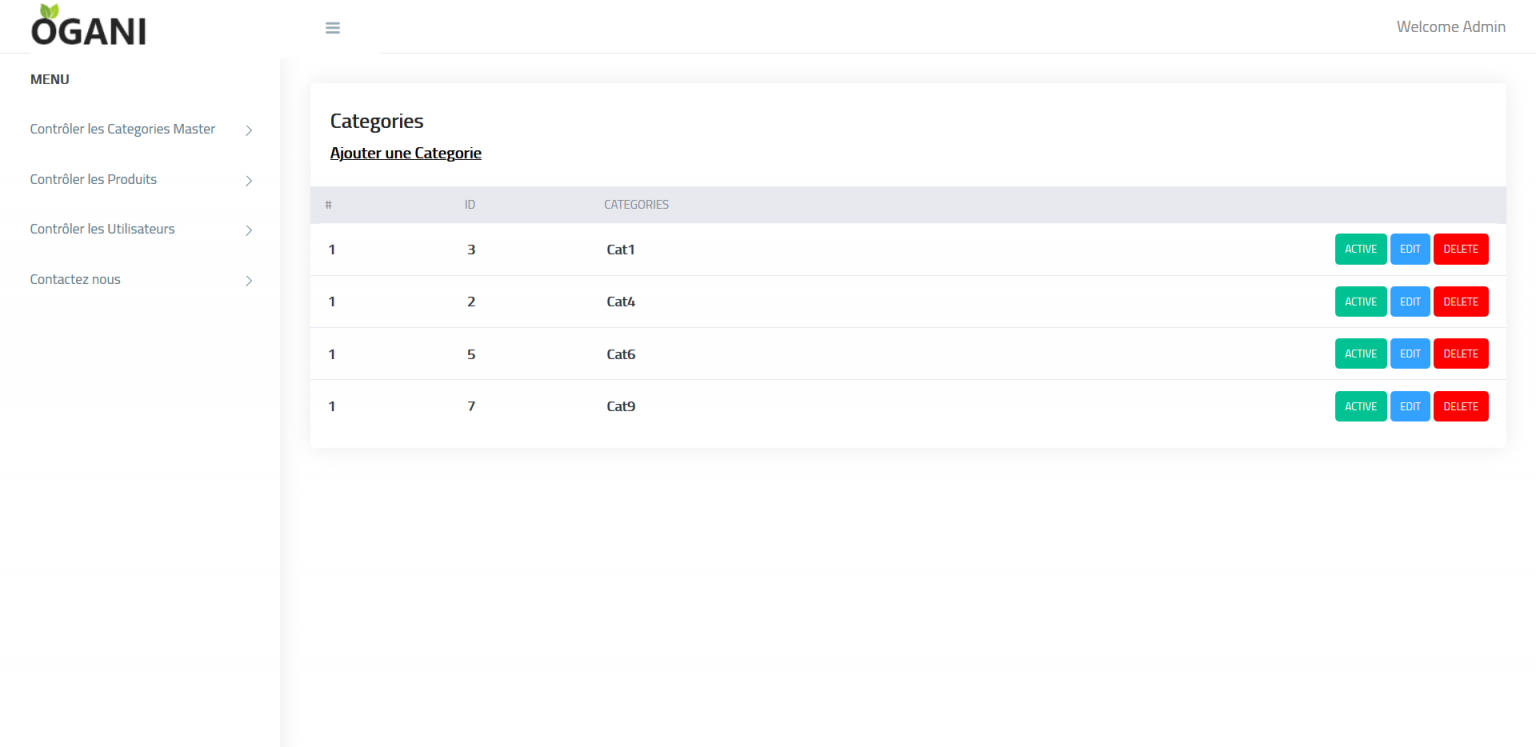 OGANI
Welcome Admin
MENU
Contrôler les Categories Master
Contrôler les Produits
Contrôler les Utilisateurs
Contactez nous
Categories
Ajouter une Categorie
# ID CATEGORIES
1 3 Cat1 ACTIVE EDIT DELETE
1 2 Cat4 ACTIVE EDIT DELETE
1 5 Cat6 ACTIVE EDIT DELETE
1 7 Cat9 ACTIVE EDIT DELETE